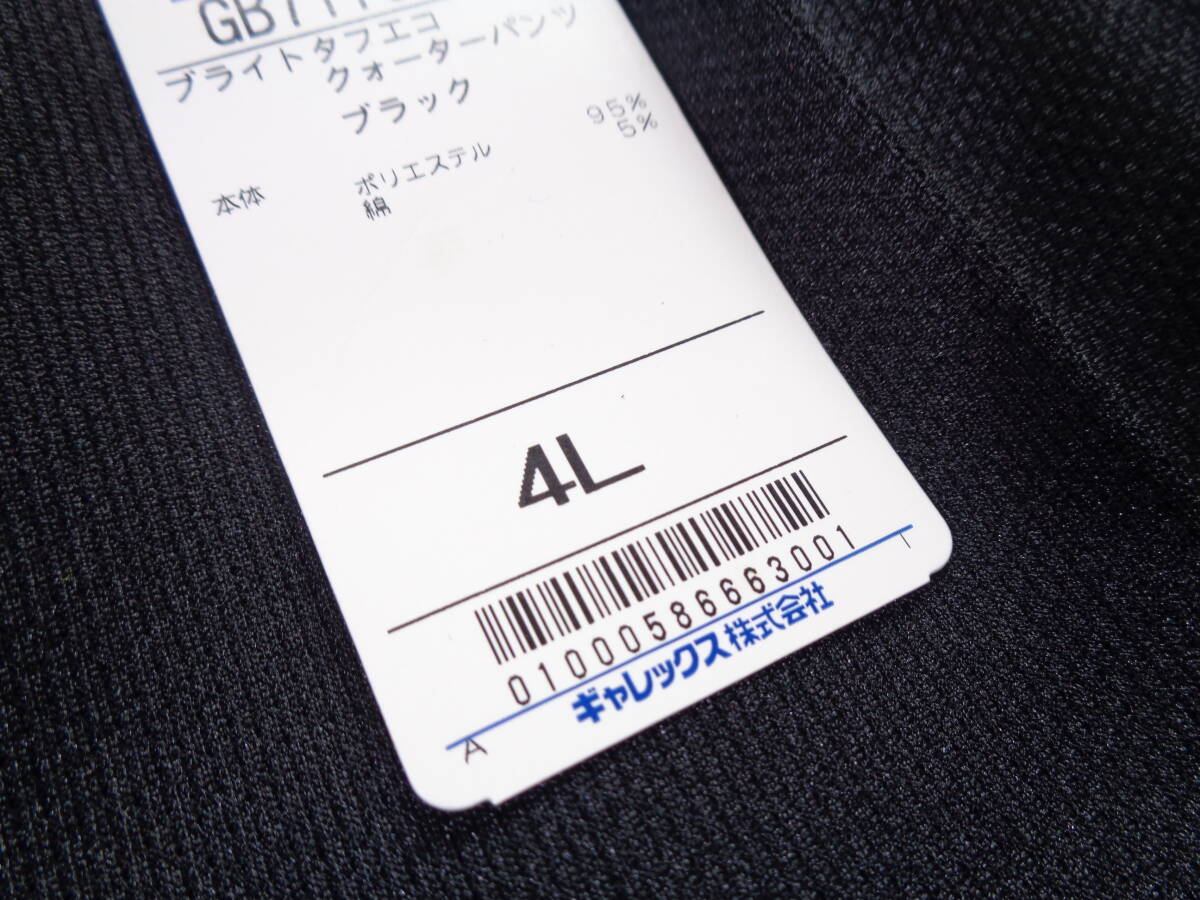 ブライトタフエコ
クォーターパンツ
ブラック
本体 ポリエステル 95%
綿 5%
4L
01000586663001
ギャレックス株式会社
A